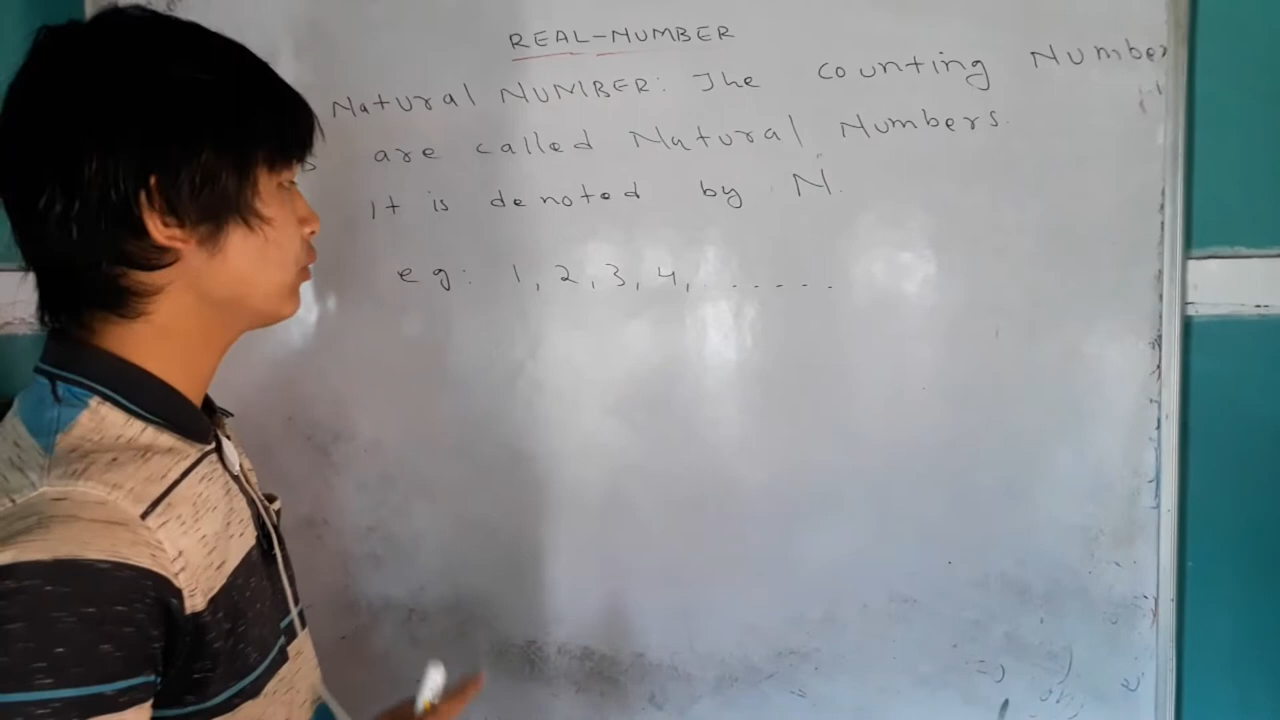 REAL-NUMBER
Natural NUMBER: The counting Number
are called Natural Numbers.
it is denoted by N.
eg: 1, 2, 3, 4, ......